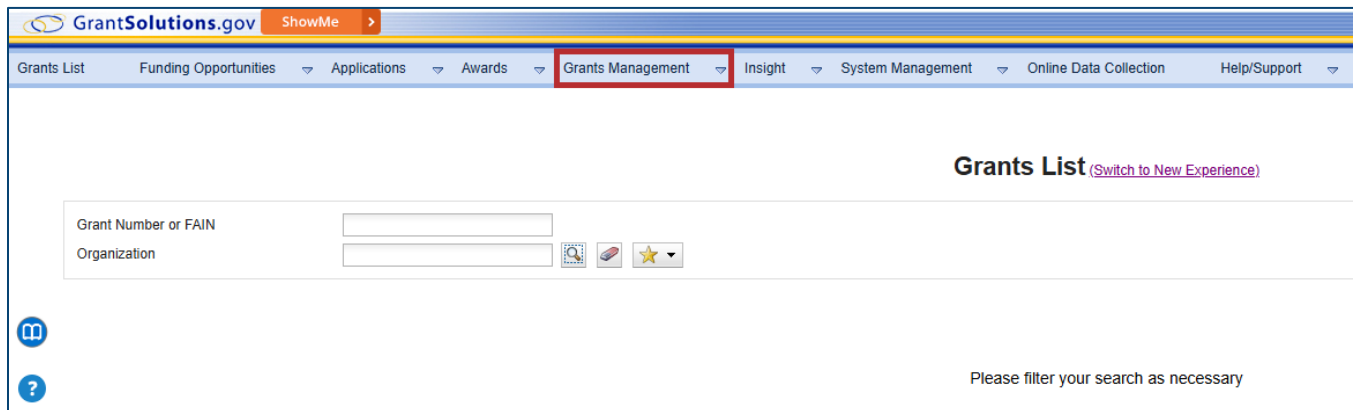 GrantSolutions.gov ShowMe >
Grants List Funding Opportunities Applications Awards Grants Management Insight System Management Online Data Collection Help/Support
Grants List (Switch to New Experience)
Grant Number or FAIN
Organization
?
Please filter your search as necessary